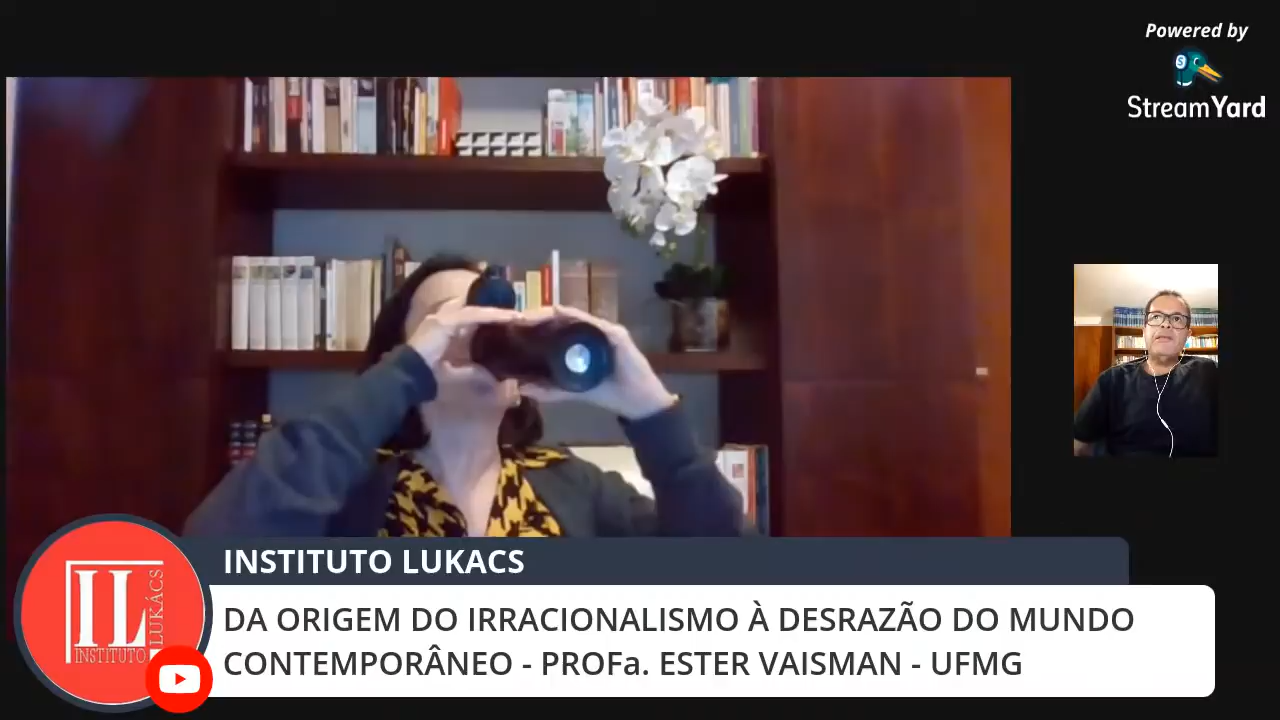 Powered by
S
StreamYard
INSTITUTO LUKACS
DA ORIGEM DO IRRACIONALISMO À DESRAZÃO DO MUNDO
CONTEMPORÂNEO - PROFa. ESTER VAISMAN - UFMG
IL
LUKÁCS
INSTITUTO